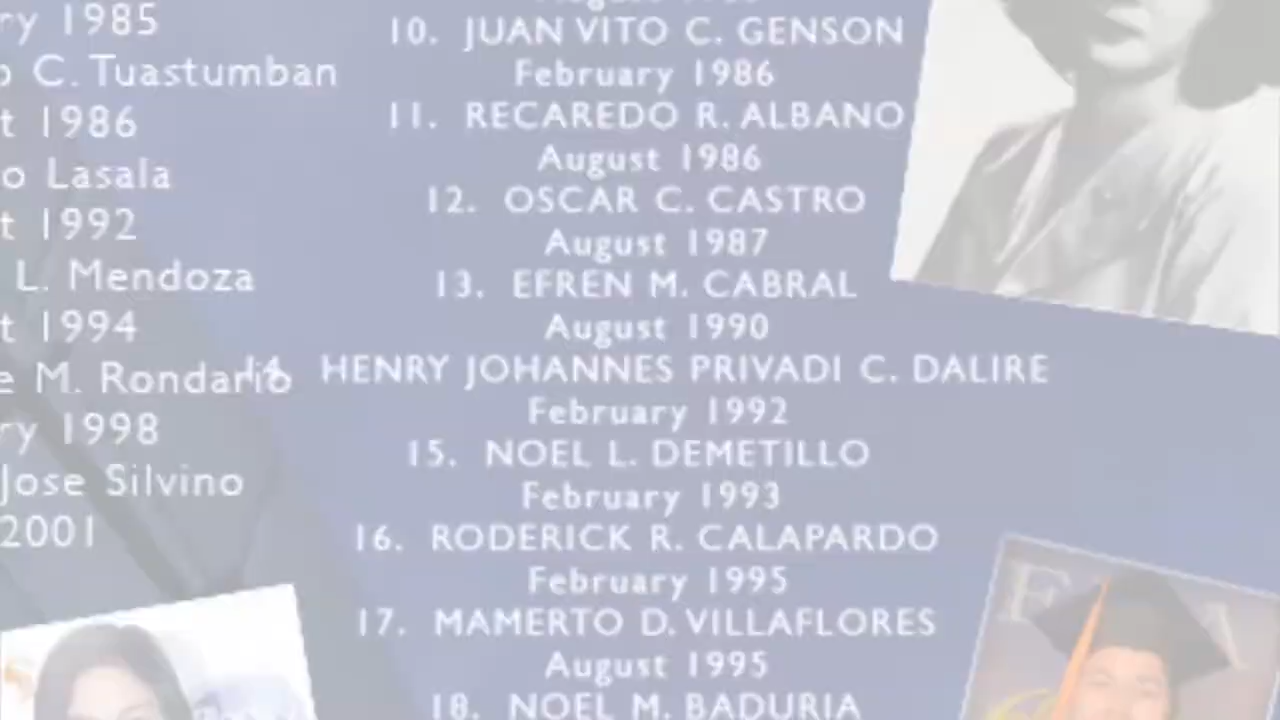 ry 1985
C. Tuastumban
t 1986
o Lasala
t 1992
L. Mendoza
t 1994
e M. Rondario
ry 1998
Jose Silvino
2001
10. JUAN VITO C. GENSON
February 1986
11. RECAREDO R. ALBANO
August 1986
12. OSCAR C. CASTRO
August 1987
13. EFREN M. CABRAL
August 1990
14. HENRY JOHANNES PRIVADI C. DALIRE
February 1992
15. NOEL L. DEMETILLO
February 1993
16. RODERICK R. CALAPARDO
February 1995
17. MAMERTO D. VILLAFLORES
August 1995
18. NOEL M. BADURIA